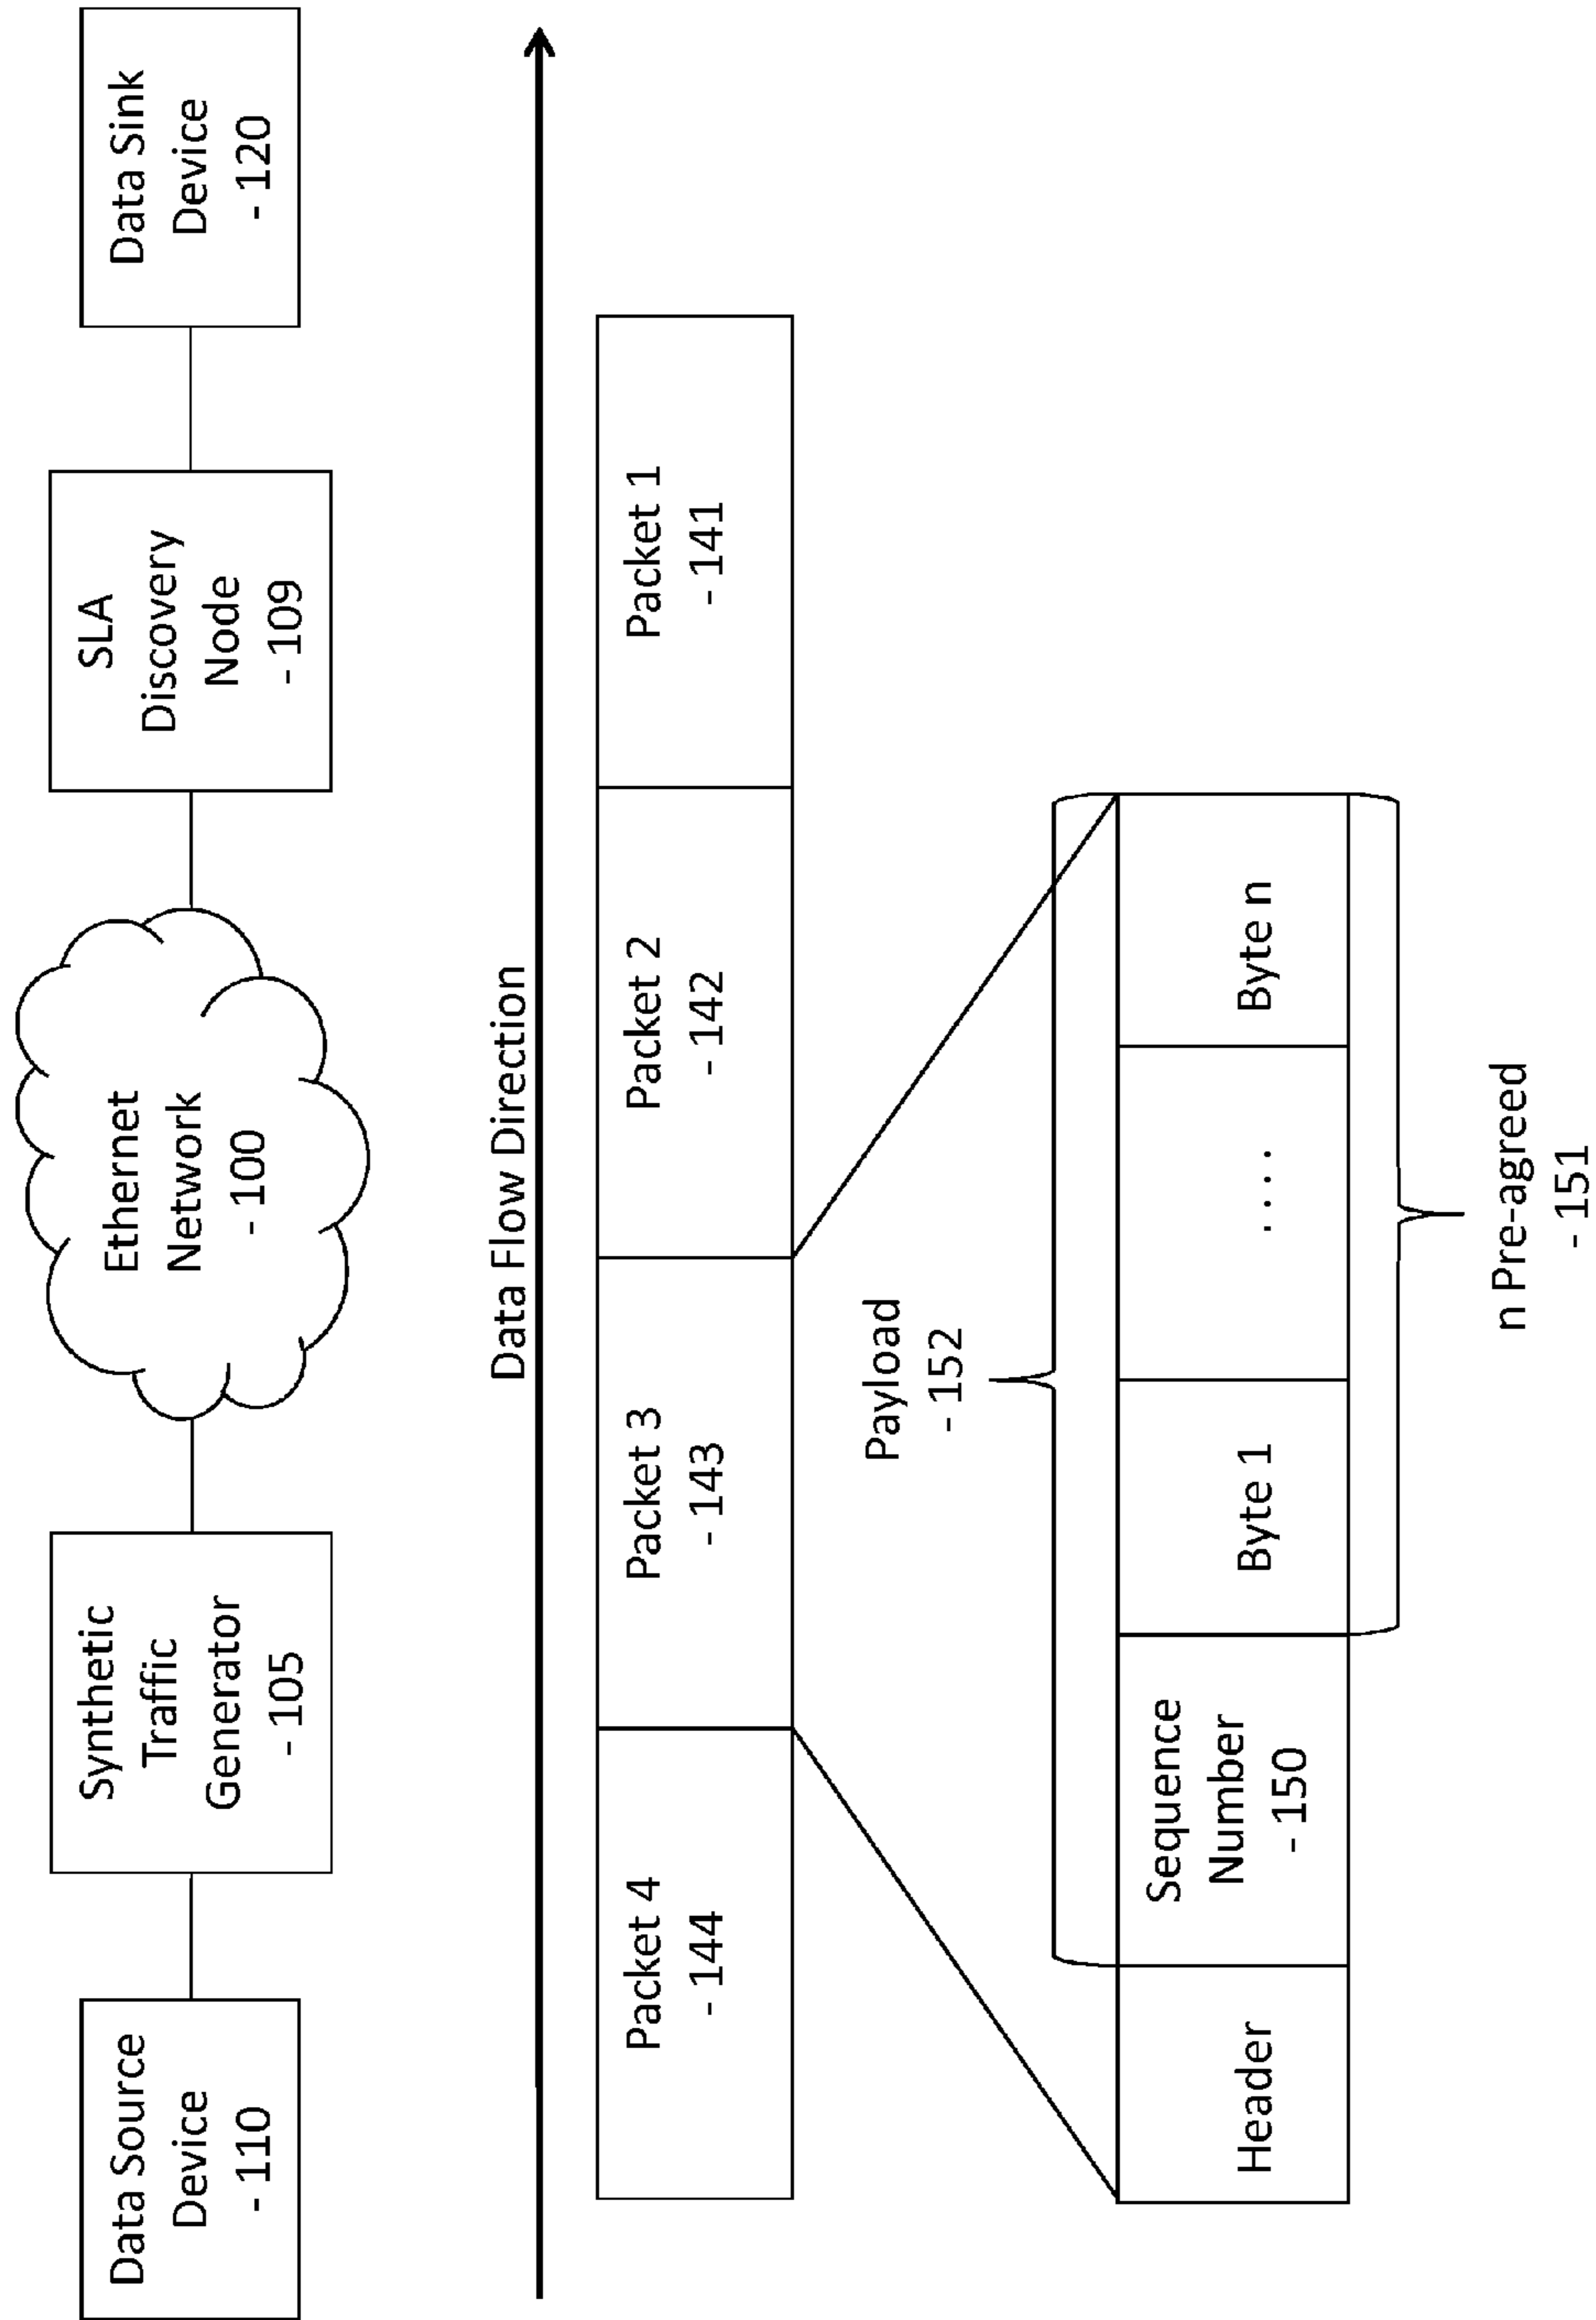 Data Source
Device
- 110
Synthetic
Traffic
Generator
- 105
Ethernet
Network
- 100
SLA
Discovery
Node
- 109
Data Sink
Device
- 120
Data Flow Direction
Packet 4
- 144
Packet 3
- 143
Packet 2
- 142
Packet 1
- 141
Payload
- 152
Header
Sequence
Number
- 150
Byte 1
. . . . .
Byte n
n Pre-agreed
- 151